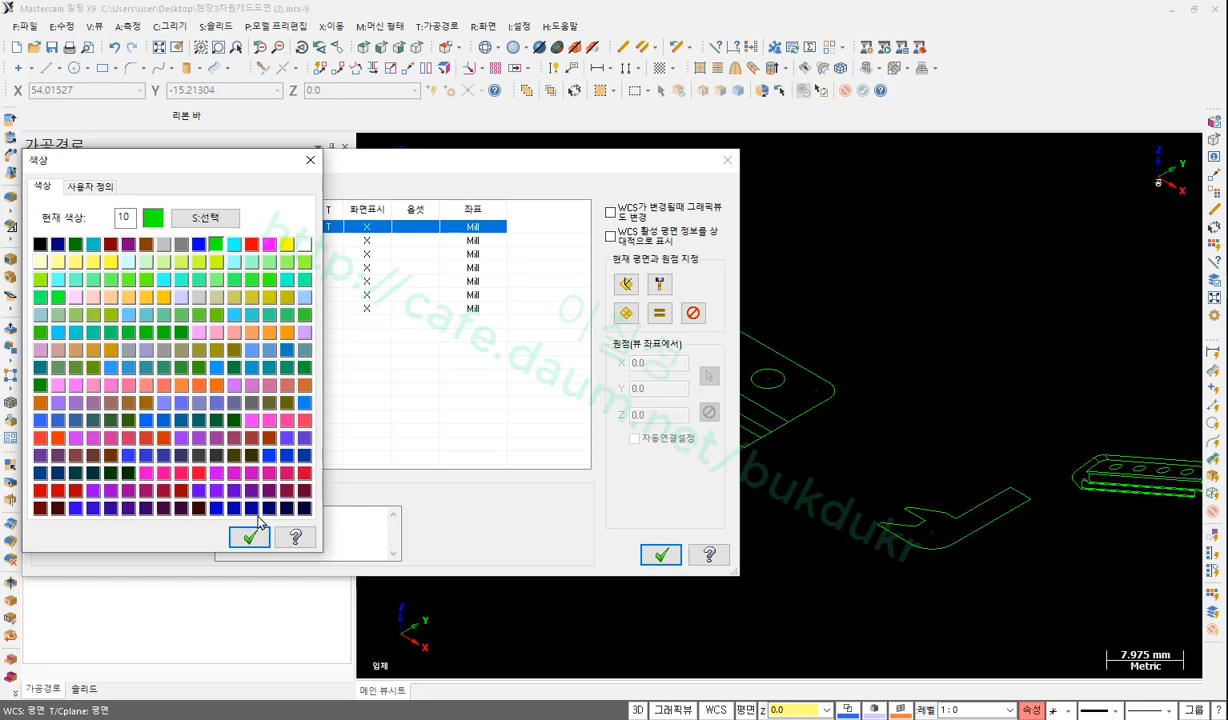 Mastercam 밀링 X9 C:\Users\user\Desktop\현장3차원캐드도면 (2).mcx-9
F:파일 E:수정 V:뷰 A:측정 C:그리기 S:솔리드 P:모델 프리편집 X:이동 M:머신 형태 T:가공경로 R:화면 I:설정 H:도움말
X 54.01527 Y -15.21304 Z 0.0
리본 바
가공경로
색상
색상 사용자 정의
현재 색상: 10 S:선택
T 화면표시 옵셋 좌표
T X Mill
X Mill
X Mill
X Mill
X Mill
X Mill
X Mill
WCS가 변경될때 그래픽뷰
도 변경
WCS 활성 평면 정보를 상
대적으로 표시
현재 평면과 원점 지정
원점(뷰 좌표에서)
X 0.0
Y 0.0
Z 0.0
자동연결설정
Z
Y
X
Z
Y
X
입체
7.975 mm
Metric
가공경로 솔리드
메인 뷰시트
WCS: 평면 T/Cplane: 평면
3D 그래픽뷰 WCS 평면 Z 0.0 레벨 1 : 0 속성 그룹
http://cafe.daum.net/bukdukr